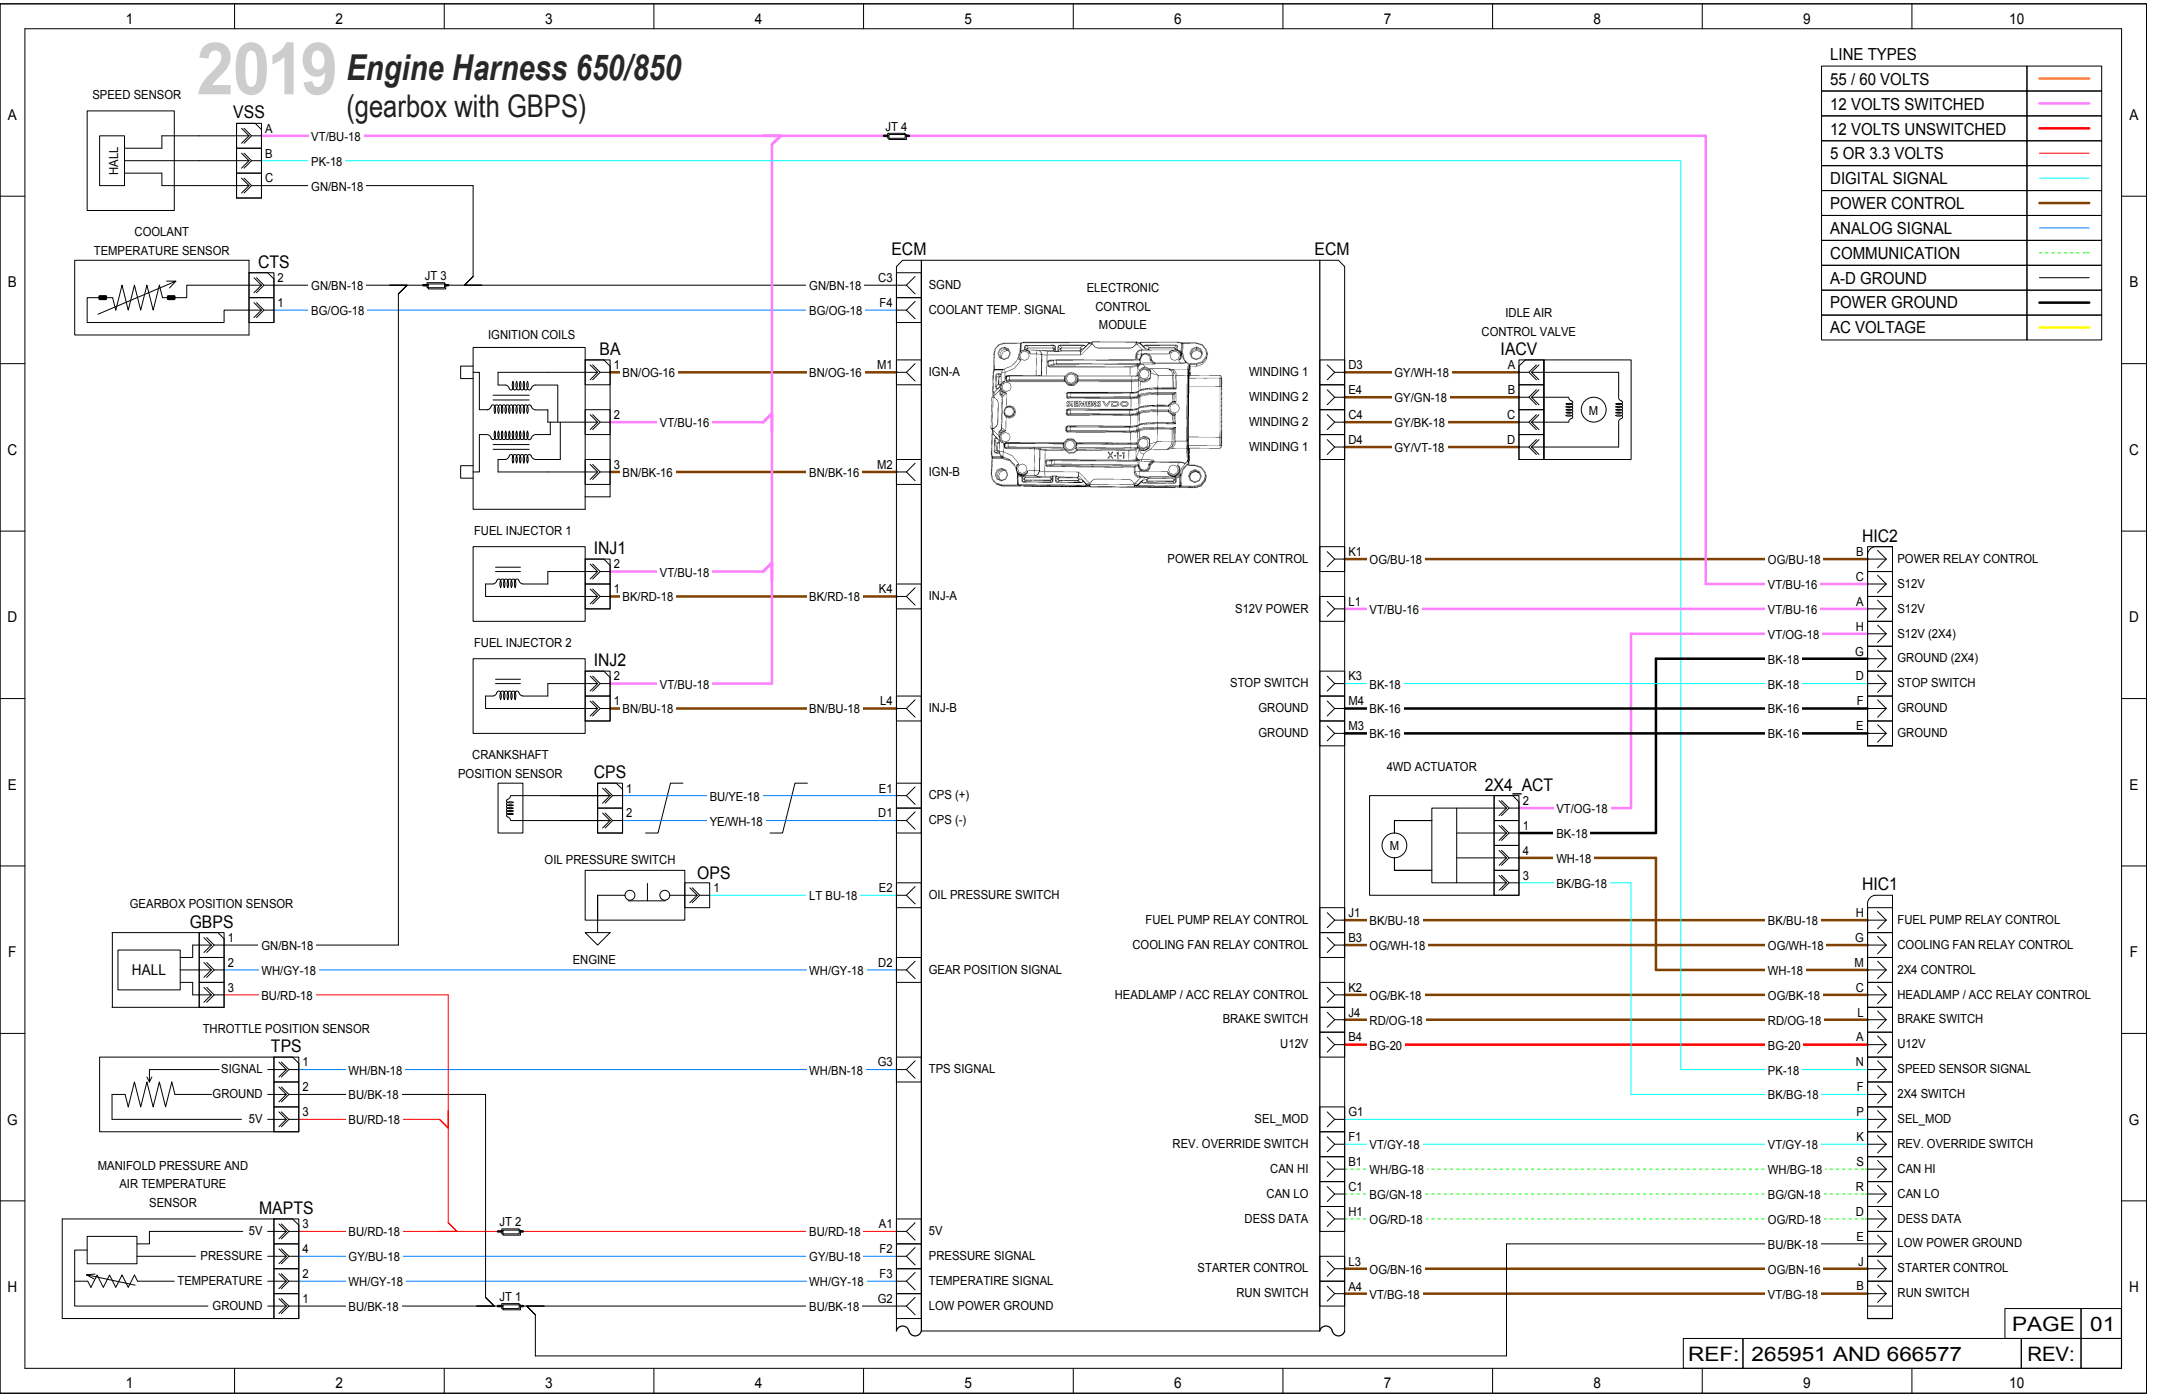 1 2 3 4 5 6 7 8 9 10
2019 Engine Harness 650/850
(gearbox with GBPS)
LINE TYPES
55 / 60 VOLTS
12 VOLTS SWITCHED
12 VOLTS UNSWITCHED
5 OR 3.3 VOLTS
DIGITAL SIGNAL
POWER CONTROL
ANALOG SIGNAL
COMMUNICATION
A-D GROUND
POWER GROUND
AC VOLTAGE
A A
B B
C C
D D
E E
F F
G G
H H
SPEED SENSOR
VSS
HALL
A VT/BU-18 JT 4
B PK-18
C GN/BN-18
COOLANT
TEMPERATURE SENSOR
CTS
2 GN/BN-18 JT 3 GN/BN-18 C3 SGND
1 BG/OG-18 BG/OG-18 F4 COOLANT TEMP. SIGNAL
ECM
ECM
ELECTRONIC
CONTROL
MODULE
SIEMENS VDO
X-1-1
IGNITION COILS
BA
1 BN/OG-16 BN/OG-16 M1 IGN-A
2 VT/BU-16
3 BN/BK-16 BN/BK-16 M2 IGN-B
FUEL INJECTOR 1
INJ1
2 VT/BU-18
1 BK/RD-18 BK/RD-18 K4 INJ-A
FUEL INJECTOR 2
INJ2
2 VT/BU-18
1 BN/BU-18 BN/BU-18 L4 INJ-B
CRANKSHAFT
POSITION SENSOR
CPS
1 BU/YE-18 E1 CPS (+)
2 YE/WH-18 D1 CPS (-)
OIL PRESSURE SWITCH
OPS
1 LT BU-18 E2 OIL PRESSURE SWITCH
ENGINE
GEARBOX POSITION SENSOR
GBPS
HALL
1 GN/BN-18
2 WH/GY-18 WH/GY-18 D2 GEAR POSITION SIGNAL
3 BU/RD-18
THROTTLE POSITION SENSOR
TPS
SIGNAL 1 WH/BN-18 WH/BN-18 G3 TPS SIGNAL
GROUND 2 BU/BK-18
5V 3 BU/RD-18
MANIFOLD PRESSURE AND
AIR TEMPERATURE
SENSOR
MAPTS
5V 3 BU/RD-18 JT 2 BU/RD-18 A1 5V
PRESSURE 4 GY/BU-18 GY/BU-18 F2 PRESSURE SIGNAL
TEMPERATURE 2 WH/GY-18 WH/GY-18 F3 TEMPERATIRE SIGNAL
GROUND 1 BU/BK-18 JT 1 BU/BK-18 G2 LOW POWER GROUND
IDLE AIR
CONTROL VALVE
IACV
WINDING 1 D3 GY/WH-18 A
WINDING 2 E4 GY/GN-18 B
WINDING 2 C4 GY/BK-18 C
WINDING 1 D4 GY/VT-18 D
M
HIC2
POWER RELAY CONTROL K1 OG/BU-18 OG/BU-18 B POWER RELAY CONTROL
VT/BU-16 C S12V
S12V POWER L1 VT/BU-16 VT/BU-16 A S12V
VT/OG-18 H S12V (2X4)
BK-18 G GROUND (2X4)
STOP SWITCH K3 BK-18 BK-18 D STOP SWITCH
GROUND M4 BK-16 BK-16 F GROUND
GROUND M3 BK-16 BK-16 E GROUND
4WD ACTUATOR
2X4_ACT
M
2 VT/OG-18
1 BK-18
4 WH-18
3 BK/BG-18
HIC1
FUEL PUMP RELAY CONTROL J1 BK/BU-18 BK/BU-18 H FUEL PUMP RELAY CONTROL
COOLING FAN RELAY CONTROL B3 OG/WH-18 OG/WH-18 G COOLING FAN RELAY CONTROL
WH-18 M 2X4 CONTROL
HEADLAMP / ACC RELAY CONTROL K2 OG/BK-18 OG/BK-18 C HEADLAMP / ACC RELAY CONTROL
BRAKE SWITCH J4 RD/OG-18 RD/OG-18 L BRAKE SWITCH
U12V B4 BG-20 BG-20 A U12V
PK-18 N SPEED SENSOR SIGNAL
BK/BG-18 F 2X4 SWITCH
SEL_MOD G1 P SEL_MOD
REV. OVERRIDE SWITCH F1 VT/GY-18 VT/GY-18 K REV. OVERRIDE SWITCH
CAN HI B1 WH/BG-18 WH/BG-18 S CAN HI
CAN LO C1 BG/GN-18 BG/GN-18 R CAN LO
DESS DATA H1 OG/RD-18 OG/RD-18 D DESS DATA
BU/BK-18 E LOW POWER GROUND
STARTER CONTROL L3 OG/BN-16 OG/BN-16 J STARTER CONTROL
RUN SWITCH A4 VT/BG-18 VT/BG-18 B RUN SWITCH
PAGE 01
REF: 265951 AND 666577 REV:
1 2 3 4 5 6 7 8 9 10